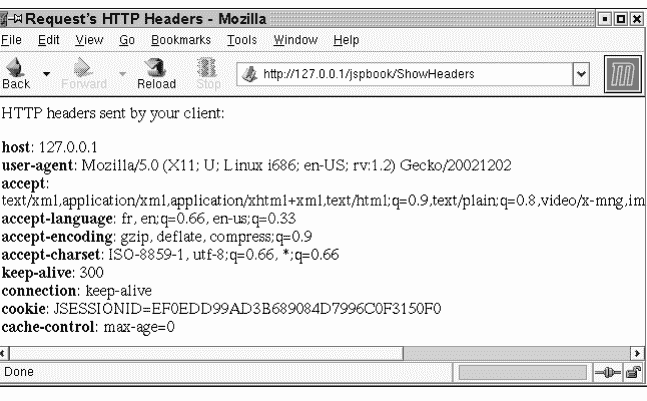 Request's HTTP Headers - Mozilla
File Edit View Go Bookmarks Tools Window Help
Back Forward Reload Stop http://127.0.0.1/jspbook/ShowHeaders
HTTP headers sent by your client:
host: 127.0.0.1
user-agent: Mozilla/5.0 (X11; U; Linux i686; en-US; rv:1.2) Gecko/20021202
accept:
text/xml,application/xml,application/xhtml+xml,text/html;q=0.9,text/plain;q=0.8,video/x-mng,im
accept-language: fr, en;q=0.66, en-us;q=0.33
accept-encoding: gzip, deflate, compress;q=0.9
accept-charset: ISO-8859-1, utf-8;q=0.66, *;q=0.66
keep-alive: 300
connection: keep-alive
cookie: JSESSIONID=EF0EDD99AD3B689084D7996C0F3150F0
cache-control: max-age=0
Done